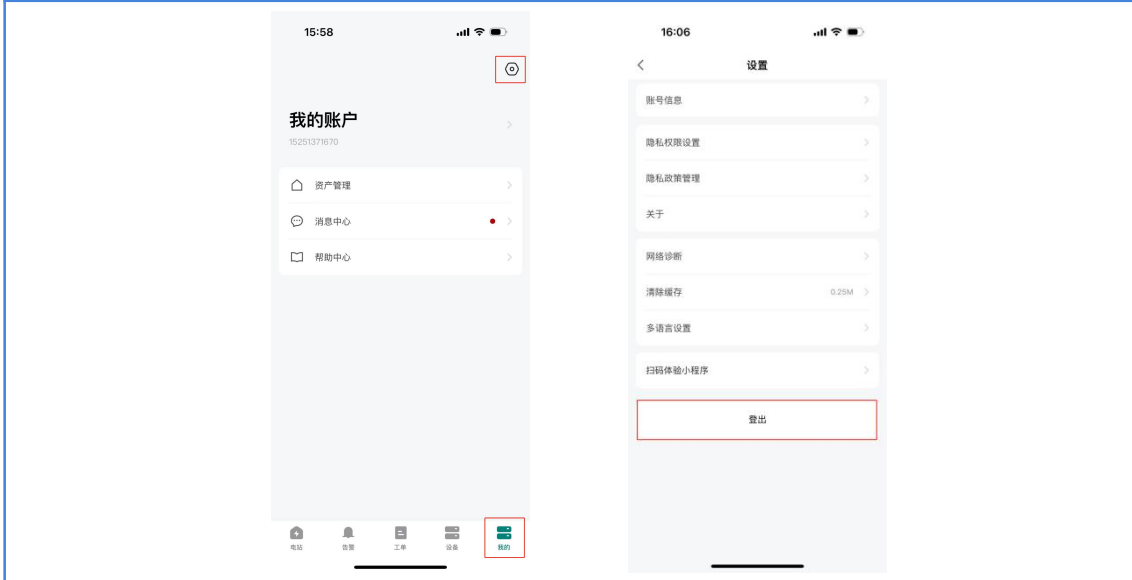 15:58
我的账户
15251371670
资产管理
消息中心
帮助中心
电站 告警 工单 设备 我的
16:06
设置
账号信息
隐私权限设置
隐私政策管理
关于
网络诊断
清除缓存 0.25M
多语言设置
扫码体验小程序
登出